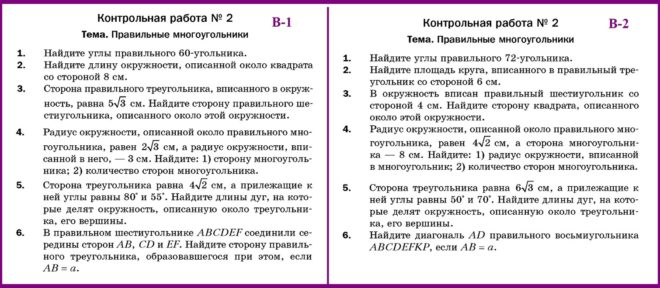 Контрольная работа № 2
В-1
Тема. Правильные многоугольники
1. Найдите углы правильного 60-угольника.
2. Найдите длину окружности, описанной около квадрата
со стороной 8 см.
3. Сторона правильного треугольника, вписанного в окруж-
ность, равна 5√3 см. Найдите сторону правильного ше-
стиугольника, описанного около этой окружности.
4. Радиус окружности, описанной около правильного мно-
гоугольника, равен 2√3 см, а радиус окружности, впи-
санной в него, — 3 см. Найдите: 1) сторону многоуголь-
ника; 2) количество сторон многоугольника.
5. Сторона треугольника равна 4√2 см, а прилежащие к
ней углы равны 80° и 55°. Найдите длины дуг, на кото-
рые делят окружность, описанную около треугольни-
ка, его вершины.
6. В правильном шестиугольнике ABCDEF соединили се-
редины сторон AB, CD и EF. Найдите сторону правиль-
ного треугольника, образовавшегося при этом, если
AB = a.
Контрольная работа № 2
В-2
Тема. Правильные многоугольники
1. Найдите углы правильного 72-угольника.
2. Найдите площадь круга, вписанного в правильный тре-
угольник со стороной 6 см.
3. В окружность вписан правильный шестиугольник со
стороной 4 см. Найдите сторону квадрата, описанного
около этой окружности.
4. Радиус окружности, описанной около правильного мно-
гоугольника, равен 4√2 см, а сторона многоугольни-
ка — 8 см. Найдите: 1) радиус окружности, вписанной
в многоугольник; 2) количество сторон многоугольника.
5. Сторона треугольника равна 6√3 см, а прилежащие к
ней углы равны 50° и 70°. Найдите длины дуг, на кото-
рые делят окружность, описанную около треугольни-
ка, его вершины.
6. Найдите диагональ AD правильного восьмиугольника
ABCDEFKP, если AB = a.